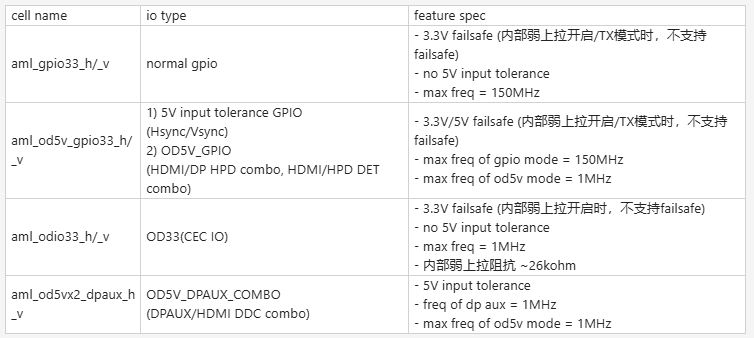 cell name
io type
feature spec
aml_gpio33_h/_v
normal gpio
- 3.3V failsafe (内部弱上拉开启/TX模式时，不支持
failsafe)
- no 5V input tolerance
- max freq = 150MHz
aml_od5v_gpio33_h/
_v
1) 5V input tolerance GPIO
(Hsync/Vsync)
2) OD5V_GPIO
(HDMI/DP HPD combo, HDMI/HPD DET
combo)
- 3.3V/5V failsafe (内部弱上拉开启/TX模式时，不支持
failsafe)
- max freq of gpio mode = 150MHz
- max freq of od5v mode = 1MHz
aml_odio33_h/_v
OD33(CEC IO)
- 3.3V failsafe (内部弱上拉开启时，不支持failsafe)
- no 5V input tolerance
- max freq = 1MHz
- 内部弱上拉阻抗 ~26kohm
aml_od5vx2_dpaux_h
_v
OD5V_DPAUX_COMBO
(DPAUX/HDMI DDC combo)
- 5V input tolerance
- freq of dp aux = 1MHz
- max freq of od5v mode = 1MHz